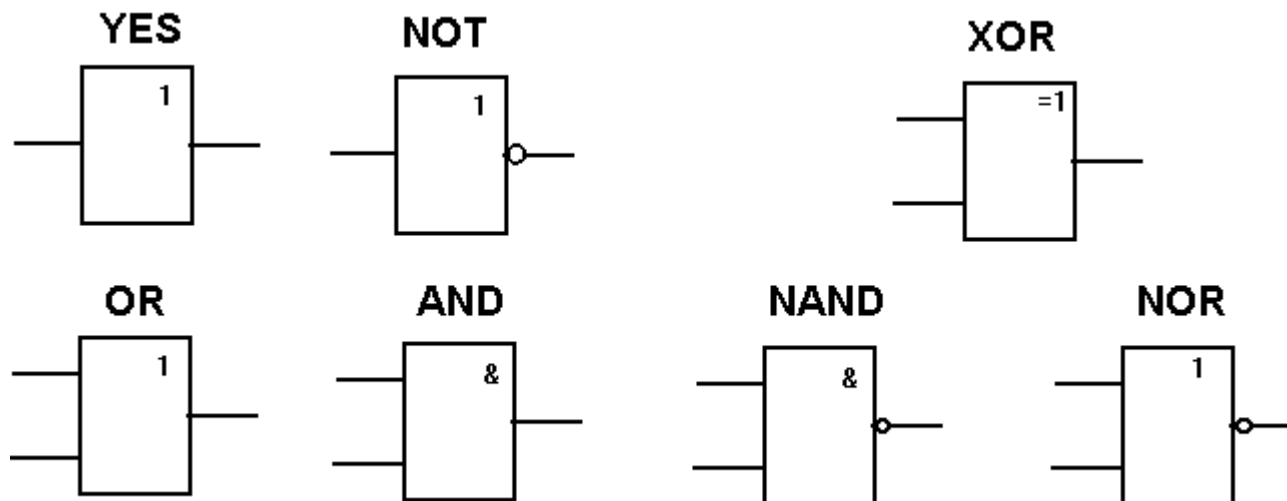 YES NOT XOR
1 1 =1
OR AND NAND NOR
1 & & 1